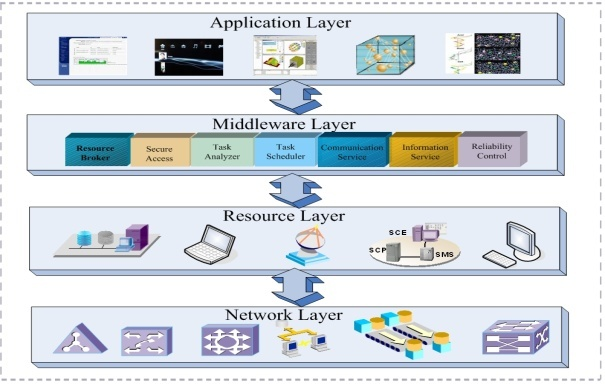 Application Layer
Middleware Layer
Resource
Broker
Secure
Access
Task
Analyzer
Task
Scheduler
Communication
Service
Information
Service
Reliability
Control
Resource Layer
SCE
SCP
SMS
Network Layer